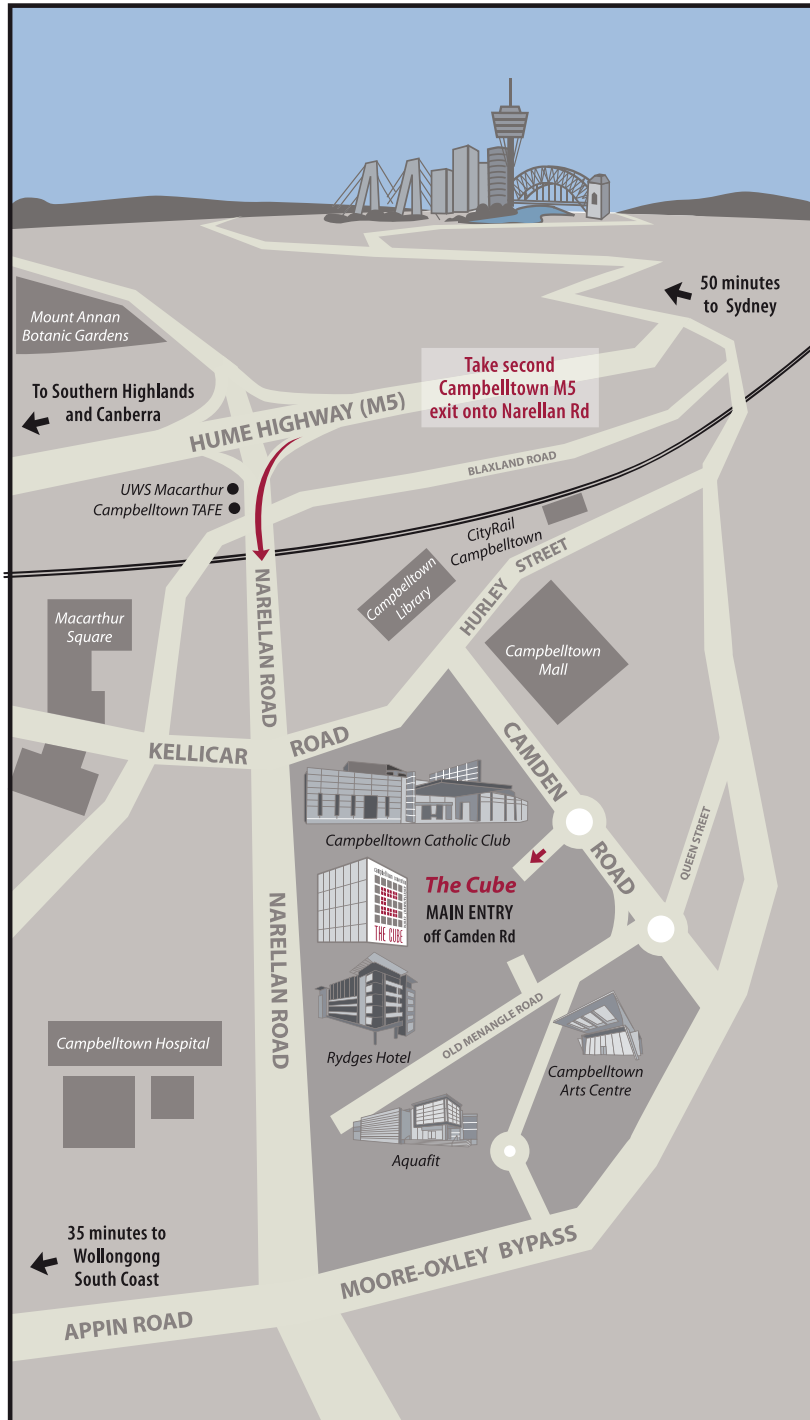 50 minutes
to Sydney
Mount Annan
Botanic Gardens
Take second
Campbelltown M5
exit onto Narellan Rd
To Southern Highlands
and Canberra
HUME HIGHWAY (M5)
BLAXLAND ROAD
UWS Macarthur
Campbelltown TAFE
CityRail
Campbelltown
HURLEY STREET
Campbelltown
Library
NARELLAN ROAD
Macarthur
Square
Campbelltown
Mall
KELLICAR ROAD
CAMDEN ROAD
QUEEN STREET
Campbelltown Catholic Club
The Cube
MAIN ENTRY
off Camden Rd
THE CUBE
NARELLAN ROAD
OLD MENANGLE ROAD
Rydges Hotel
Campbelltown
Arts Centre
Campbelltown Hospital
Aquafit
35 minutes to
Wollongong
South Coast
MOORE-OXLEY BYPASS
APPIN ROAD